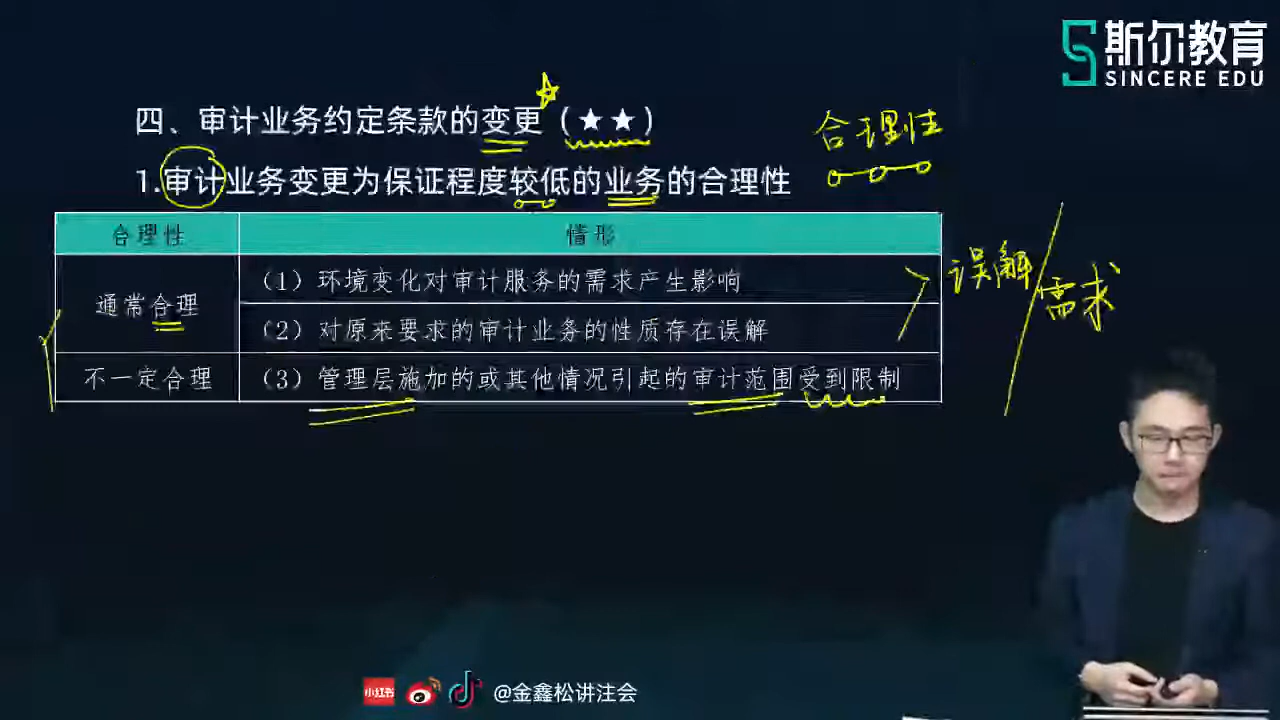 斯尔教育
SINCERE EDU
四、审计业务约定条款的变更（★★）
合理性
1.审计业务变更为保证程度较低的业务的合理性
合理性 情形
通常合理 （1）环境变化对审计服务的需求产生影响
（2）对原来要求的审计业务的性质存在误解
不一定合理 （3）管理层施加的或其他情况引起的审计范围受到限制
误解/需求
小红书 @金鑫松讲注会